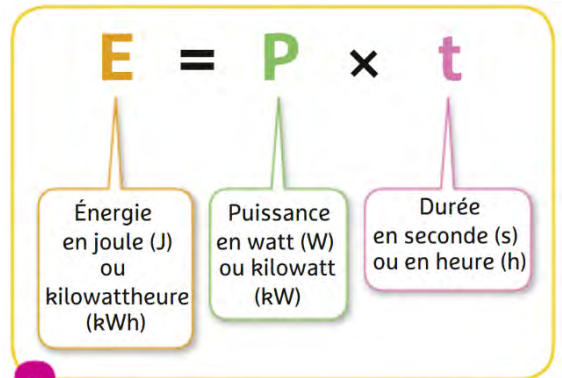 E = P × t
Énergie
en joule (J)
ou
kilowattheure
(kWh)
Puissance
en watt (W)
ou kilowatt
(kW)
Durée
en seconde (s)
ou en heure (h)